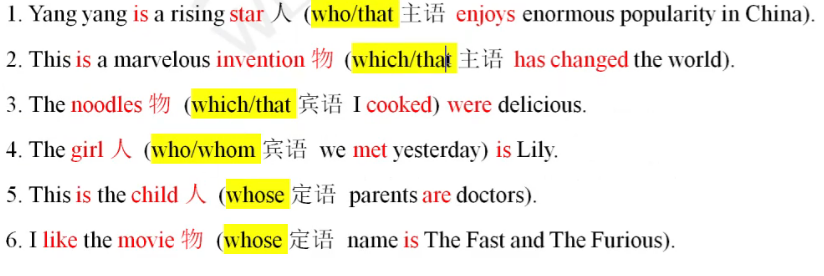 1. Yang yang is a rising star 人 (who/that 主语 enjoys enormous popularity in China).
2. This is a marvelous invention 物 (which/that 主语 has changed the world).
3. The noodles 物 (which/that 宾语 I cooked) were delicious.
4. The girl 人 (who/whom 宾语 we met yesterday) is Lily.
5. This is the child 人 (whose 定语 parents are doctors).
6. I like the movie 物 (whose 定语 name is The Fast and The Furious).